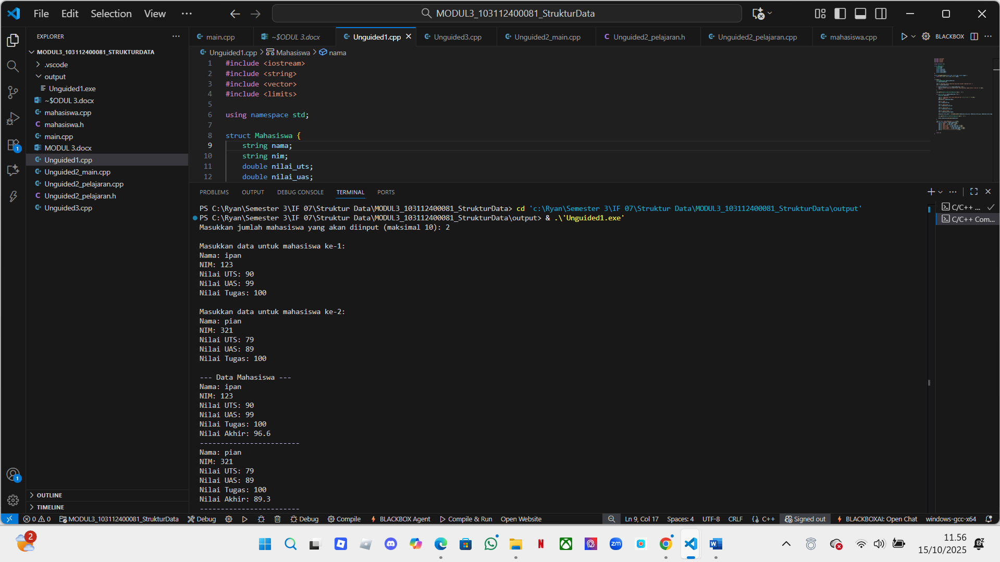 File Edit Selection View
MODUL3_103112400081_StrukturData
EXPLORER
MODUL3_103112400081_STRUKTURDATA
.vscode
output
Unguided1.exe
~$ODUL 3.docx
mahasiswa.cpp
mahasiswa.h
main.cpp
MODUL 3.docx
Unguided1.cpp
Unguided2_main.cpp
Unguided2_pelajaran.cpp
Unguided2_pelajaran.h
Unguided3.cpp
OUTLINE
TIMELINE
main.cpp ~$ODUL 3.docx Unguided1.cpp Unguided3.cpp Unguided2_main.cpp Unguided2_pelajaran.h Unguided2_pelajaran.cpp mahasiswa.cpp BLACKBOX
Unguided1.cpp > Mahasiswa > nama
1 #include <iostream>
2 #include <string>
3 #include <vector>
4 #include <limits>
5
6 using namespace std;
7
8 struct Mahasiswa {
9 string nama;
10 string nim;
11 double nilai_uts;
12 double nilai_uas;
PROBLEMS OUTPUT DEBUG CONSOLE TERMINAL PORTS
PS C:\Ryan\Semester 3\IF 07\Struktur Data\MODUL3_103112400081_StrukturData> cd 'c:\Ryan\Semester 3\IF 07\Struktur Data\MODUL3_103112400081_StrukturData\output'
PS C:\Ryan\Semester 3\IF 07\Struktur Data\MODUL3_103112400081_StrukturData\output> & .\'Unguided1.exe'
Masukkan jumlah mahasiswa yang akan diinput (maksimal 10): 2
Masukkan data untuk mahasiswa ke-1:
Nama: ipan
NIM: 123
Nilai UTS: 90
Nilai UAS: 99
Nilai Tugas: 100
Masukkan data untuk mahasiswa ke-2:
Nama: pian
NIM: 321
Nilai UTS: 79
Nilai UAS: 89
Nilai Tugas: 100
--- Data Mahasiswa ---
Nama: ipan
NIM: 123
Nilai UTS: 90
Nilai UAS: 99
Nilai Tugas: 100
Nilai Akhir: 96.6
------------------------
Nama: pian
NIM: 321
Nilai UTS: 79
Nilai UAS: 89
Nilai Tugas: 100
Nilai Akhir: 89.3
------------------------
C/C++ ...
C/C++ Com...
1
1
0 0 MODUL3_103112400081_StrukturData Debug Debug Compile BLACKBOX Agent Compile & Run Open Website Ln 9, Col 17 Spaces: 4 UTF-8 CRLF {} C++ Signed out BLACKBOXAI: Open Chat windows-gcc-x64
2
zm
11.56
15/10/2025